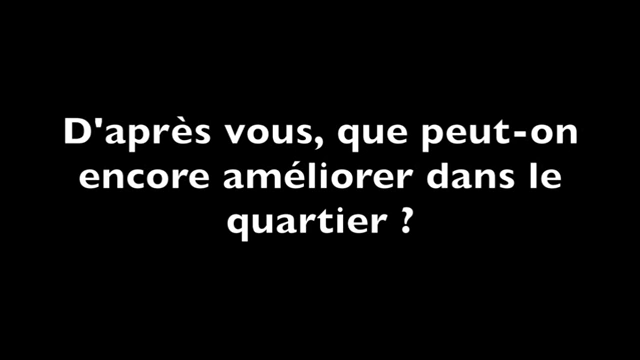 D'après vous, que peut-on
encore améliorer dans le
quartier ?